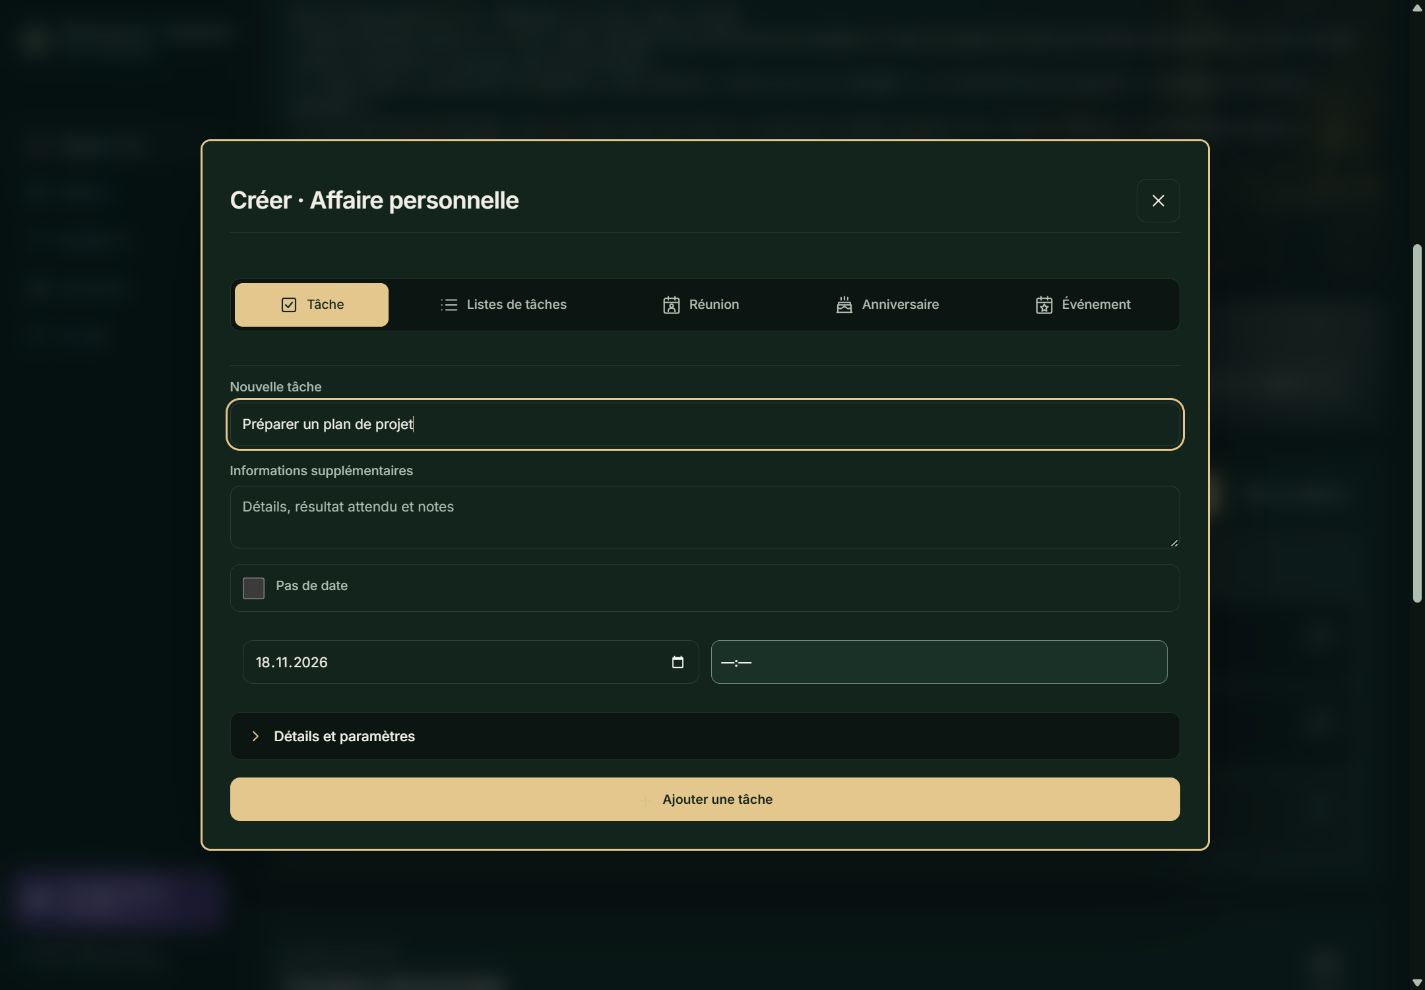 Créer · Affaire personnelle
Tâche
Listes de tâches
Réunion
Anniversaire
Événement
Nouvelle tâche
Préparer un plan de projet
Informations supplémentaires
Détails, résultat attendu et notes
Pas de date
18.11.2026
—:—
Détails et paramètres
Ajouter une tâche